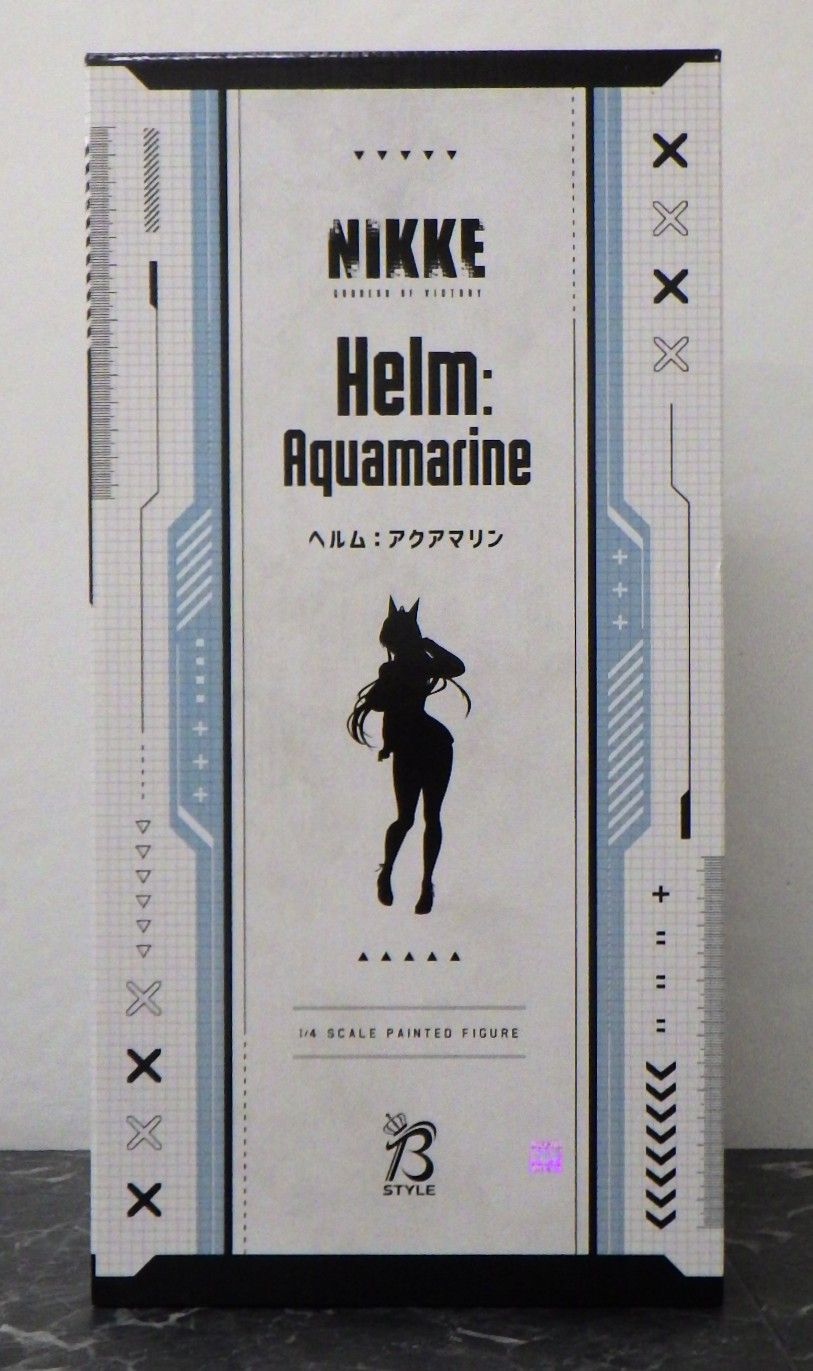 NIKKE
GODDESS OF VICTORY
Helm:
Aquamarine
ヘルム：アクアマリン
1/4 SCALE PAINTED FIGURE
B
STYLE